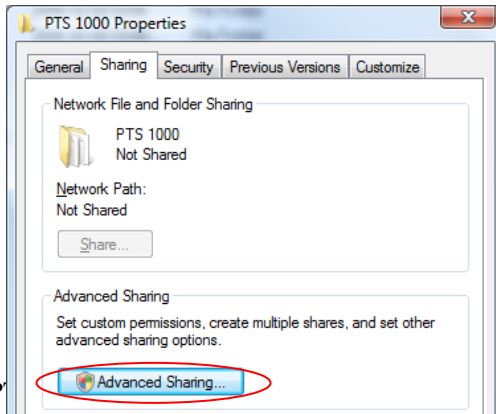 PTS 1000 Properties
General Sharing Security Previous Versions Customize
Network File and Folder Sharing
PTS 1000
Not Shared
Network Path:
Not Shared
Share...
Advanced Sharing
Set custom permissions, create multiple shares, and set other
advanced sharing options.
Advanced Sharing...